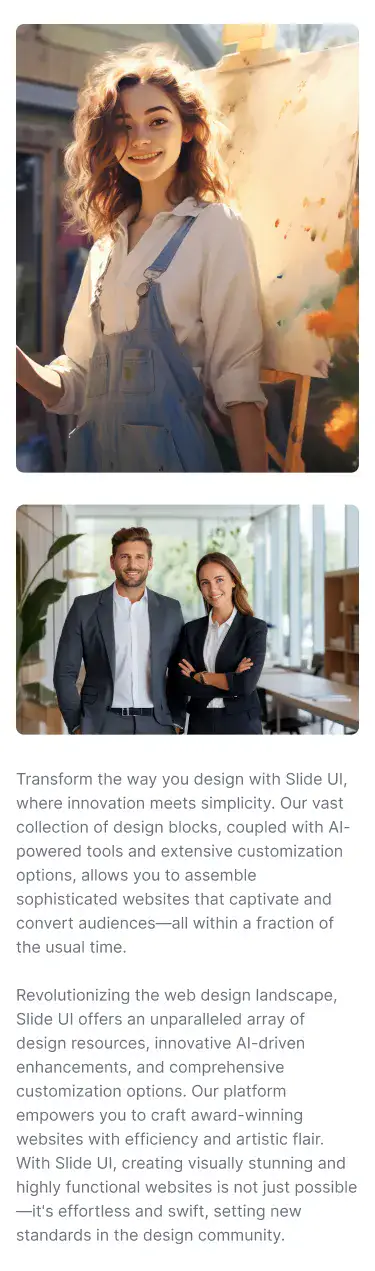 Transform the way you design with Slide UI,
where innovation meets simplicity. Our vast
collection of design blocks, coupled with AI-
powered tools and extensive customization
options, allows you to assemble
sophisticated websites that captivate and
convert audiences—all within a fraction of
the usual time.
Revolutionizing the web design landscape,
Slide UI offers an unparalleled array of
design resources, innovative AI-driven
enhancements, and comprehensive
customization options. Our platform
empowers you to craft award-winning
websites with efficiency and artistic flair.
With Slide UI, creating visually stunning and
highly functional websites is not just possible
—it's effortless and swift, setting new
standards in the design community.